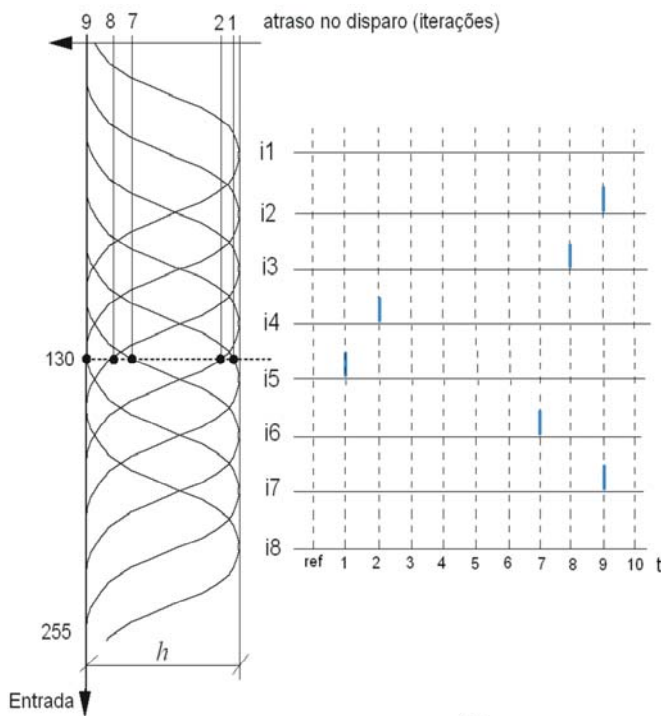 9 8 7 2 1 atraso no disparo (iterações)
i1
i2
i3
i4
130
i5
i6
i7
i8
ref 1 2 3 4 5 6 7 8 9 10 t
255
h
Entrada